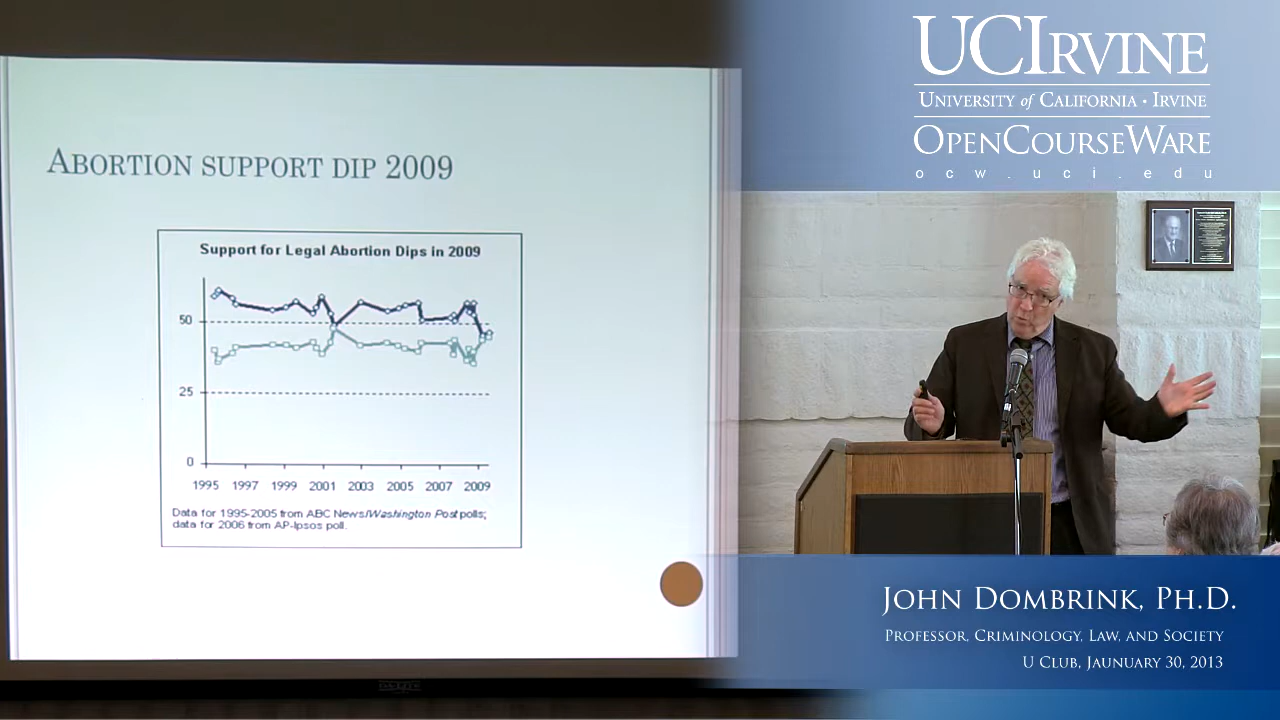 ABORTION SUPPORT DIP 2009
Support for Legal Abortion Dips in 2009
50
25
0
1995 1997 1999 2001 2003 2005 2007 2009
Data for 1995-2005 from ABC News/Washington Post polls;
data for 2006 from AP-Ipsos poll.
UCIRVINE
UNIVERSITY of CALIFORNIA • IRVINE
OPENCOURSEWARE
ocw.uci.edu
JOHN DOMBRINK, PH.D.
PROFESSOR, CRIMINOLOGY, LAW, AND SOCIETY
U CLUB, JAUNUARY 30, 2013